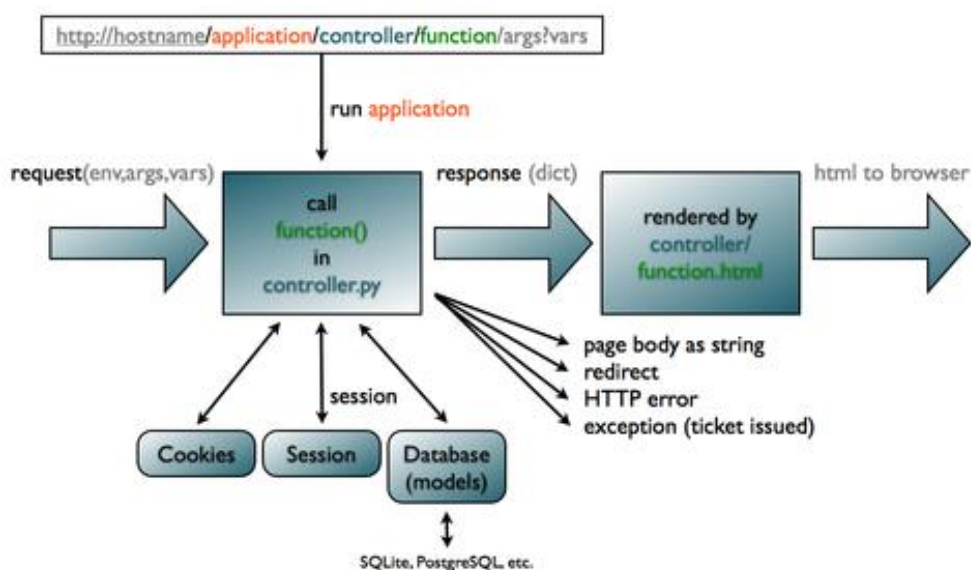 http://hostname/application/controller/function/args?vars
run application
request(env,args,vars)
call
function()
in
controller.py
response (dict)
rendered by
controller/
function.html
html to browser
page body as string
redirect
HTTP error
exception (ticket issued)
session
Cookies
Session
Database
(models)
SQLite, PostgreSQL, etc.